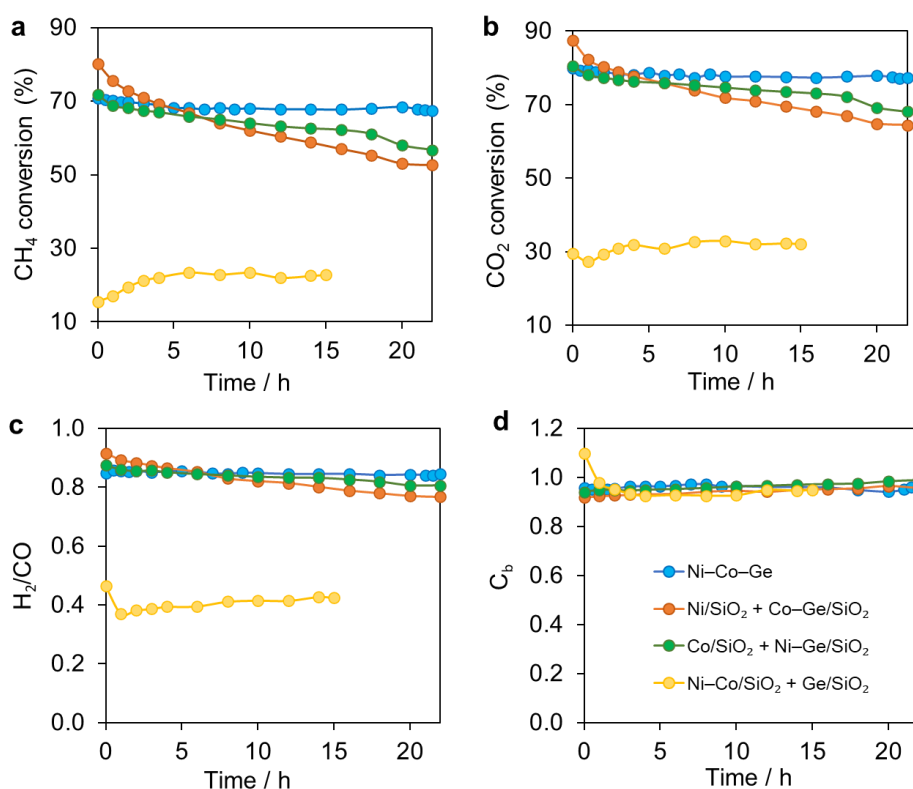 a
90
70
50
30
10
CH₄ conversion (%)
0 5 10 15 20
Time / h
b
90
70
50
30
10
CO₂ conversion (%)
0 5 10 15 20
Time / h
c
1.0
0.8
0.6
0.4
0.2
0.0
H₂/CO
0 5 10 15 20
Time / h
d
1.2
1.0
0.8
0.6
0.4
0.2
0.0
C_b
Ni–Co–Ge
Ni/SiO₂ + Co–Ge/SiO₂
Co/SiO₂ + Ni–Ge/SiO₂
Ni–Co/SiO₂ + Ge/SiO₂
0 5 10 15 20
Time / h